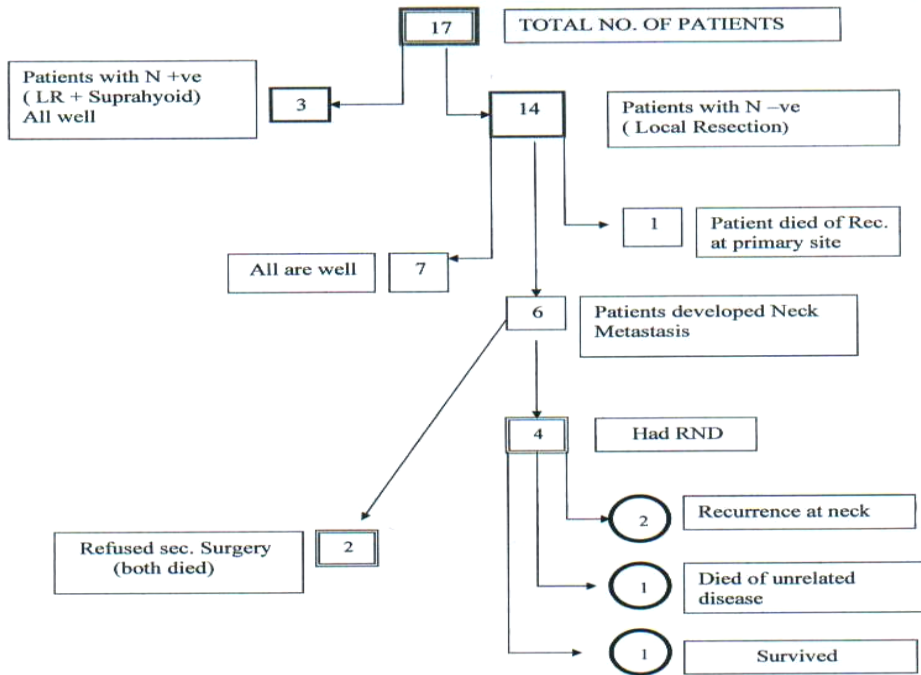 17
TOTAL NO. OF PATIENTS
Patients with N +ve
( LR + Suprahyoid)
All well
3
14
Patients with N –ve
( Local Resection)
1
Patient died of Rec.
at primary site
All are well
7
6
Patients developed Neck
Metastasis
4
Had RND
Refused sec. Surgery
(both died)
2
2
Recurrence at neck
1
Died of unrelated
disease
1
Survived